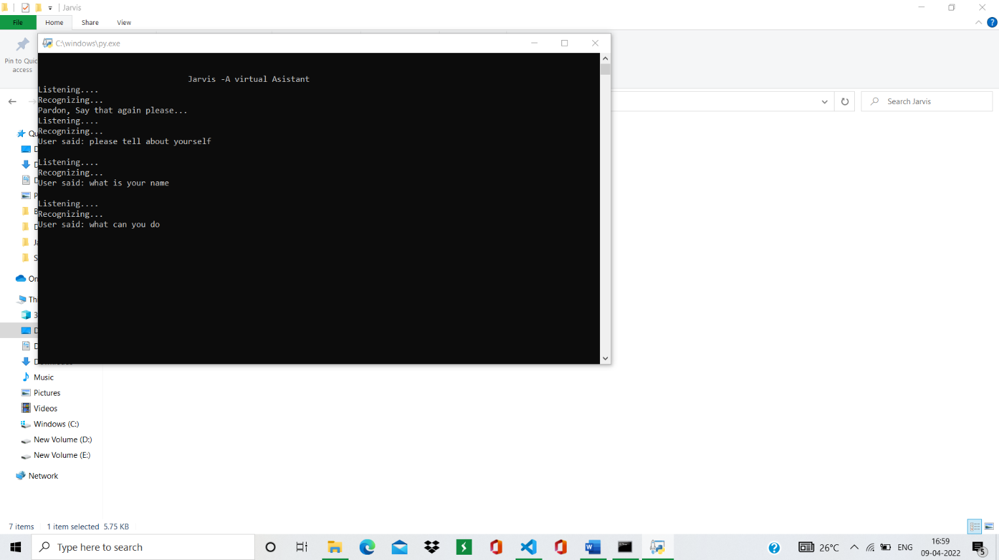 Jarvis
File Home Share View
C:\windows\py.exe
Pin to Quic
access
Jarvis -A virtual Asistant
Listening....
Recognizing...
Pardon, Say that again please...
Listening....
Recognizing...
User said: please tell about yourself
Listening....
Recognizing...
User said: what is your name
Listening....
Recognizing...
User said: what can you do
Search Jarvis
Music
Pictures
Videos
Windows (C:)
New Volume (D:)
New Volume (E:)
Network
7 items 1 item selected 5.75 KB
Type here to search
26°C
ENG
16:59
09-04-2022
5